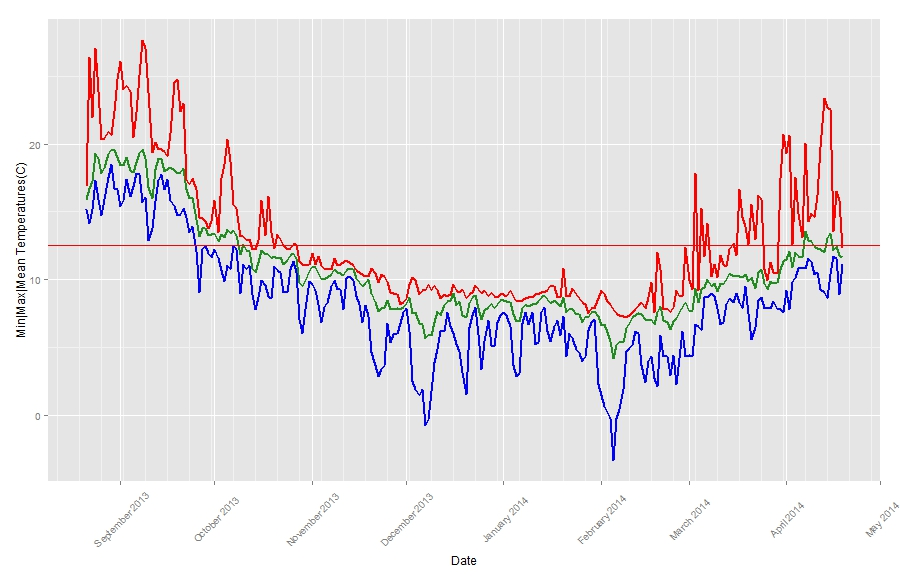 Min|Max|Mean Temperatures(C)
20
10
0
September 2013
October 2013
November 2013
December 2013
January 2014
February 2014
March 2014
April 2014
May 2014
Date